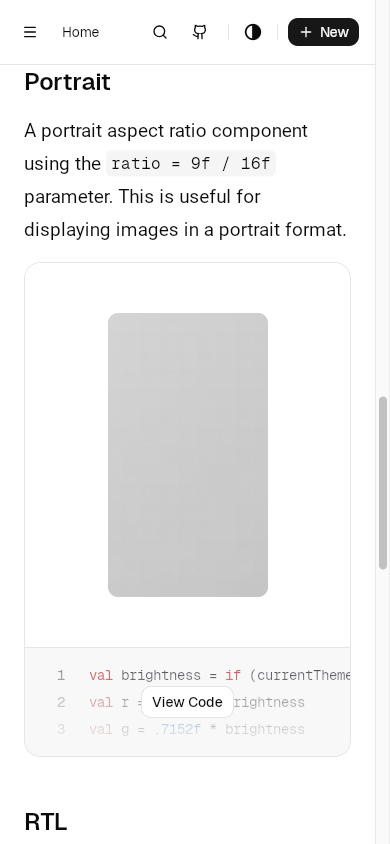 Home
New
Portrait
A portrait aspect ratio component
using the ratio = 9f / 16f
parameter. This is useful for
displaying images in a portrait format.
1 val brightness = if (currentTheme
2 val r = rightness
View Code
3 val g = .7152f * brightness
RTL